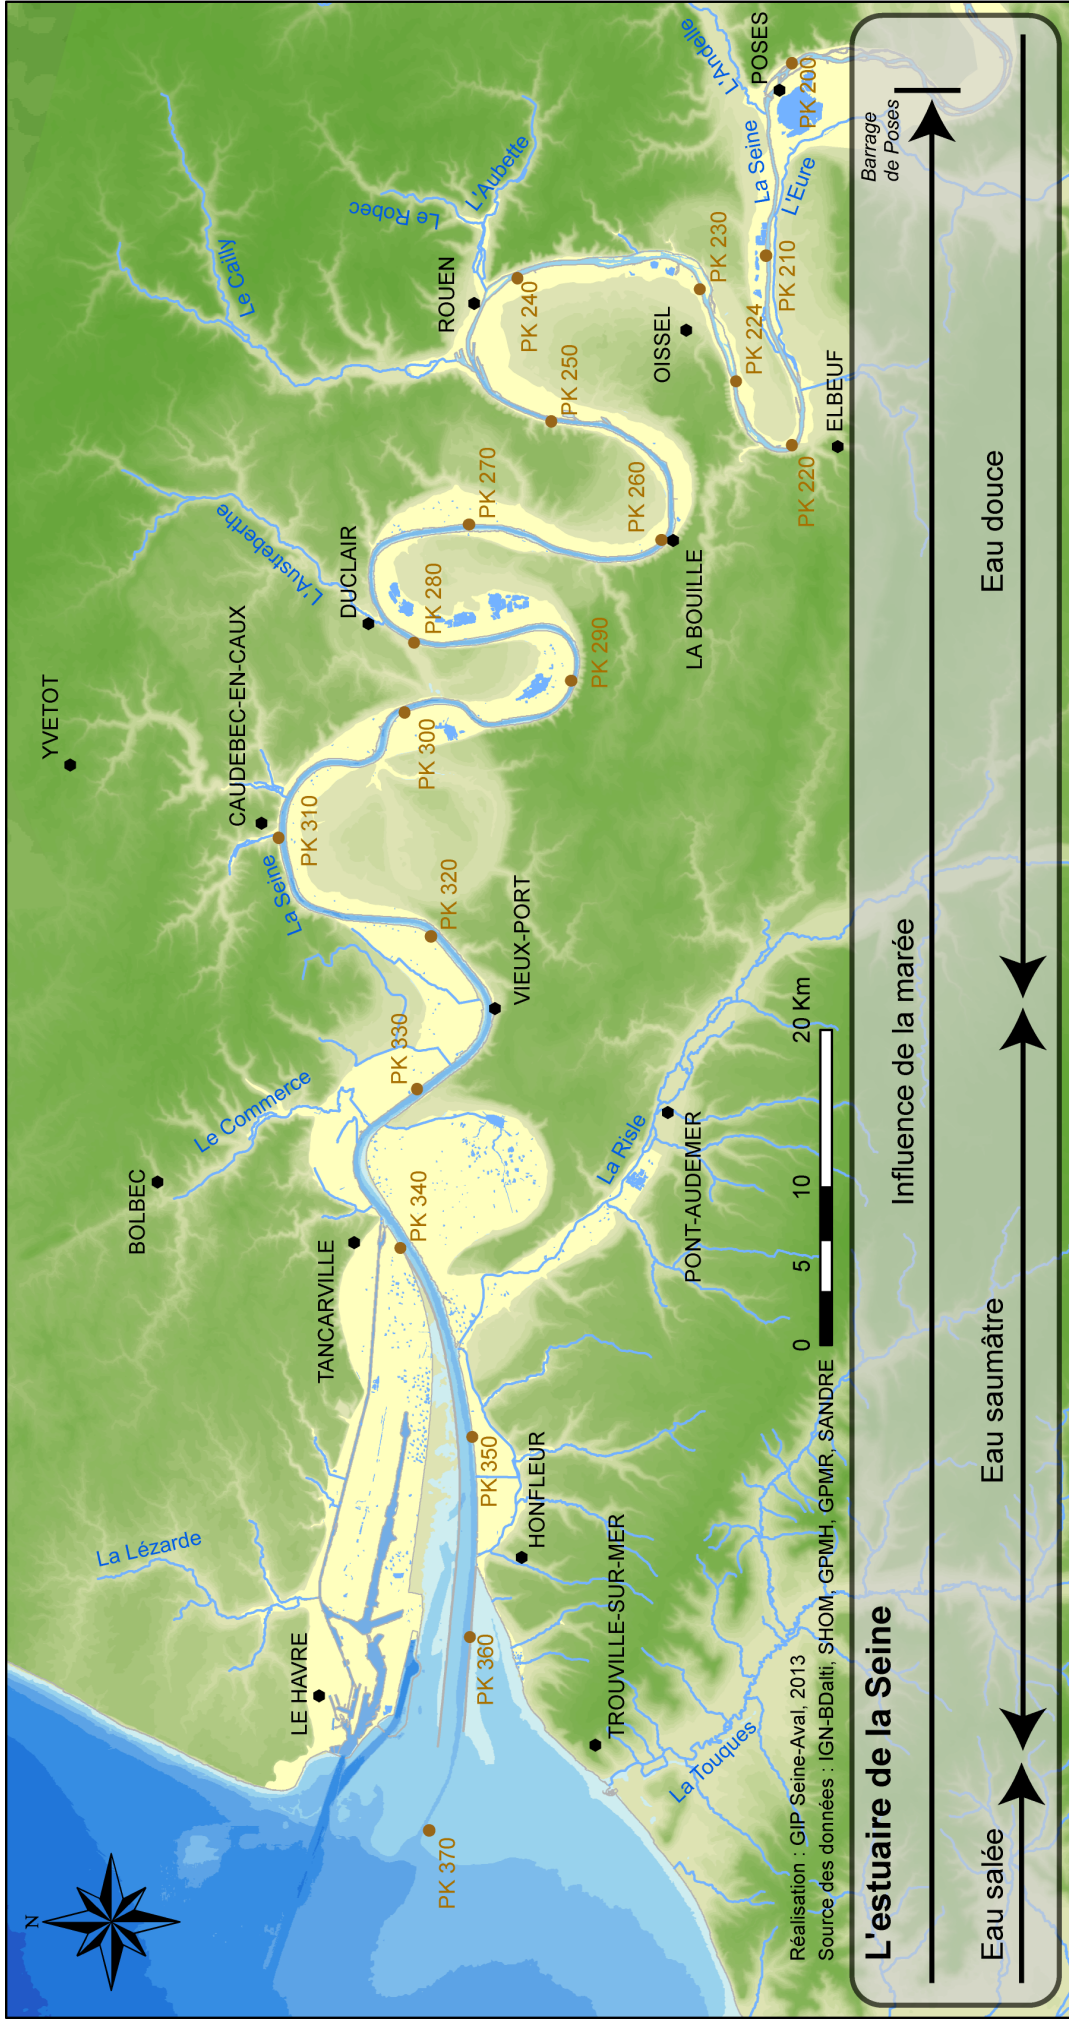 N
YVETOT
BOLBEC
CAUDEBEC-EN-CAUX
Le Cailly
Le Robec
L'Aubette
L'Andelle
La Lézarde
Le Commerce
L'Austreberthe
DUCLAIR
ROUEN
LE HAVRE
TANCARVILLE
La Seine
PK 310
PK 300
PK 280
PK 270
PK 250
PK 240
PK 370
PK 360
PK 350
PK 340
PK 330
PK 320
PK 290
PK 260
OISSEL
PK 230
PK 224
La Seine
POSES
PK 200
HONFLEUR
VIEUX-PORT
LA BOUILLE
L'Eure
PK 210
PK 220
ELBEUF
TROUVILLE-SUR-MER
La Risle
PONT-AUDEMER
La Touques
0
5
10
20 Km
Réalisation : GIP Seine-Aval, 2013
Source des données : IGN-BDalti, SHOM, GPMH, GPMR, SANDRE
L'estuaire de la Seine
Influence de la marée
Barrage
de Poses
Eau salée
Eau saumâtre
Eau douce